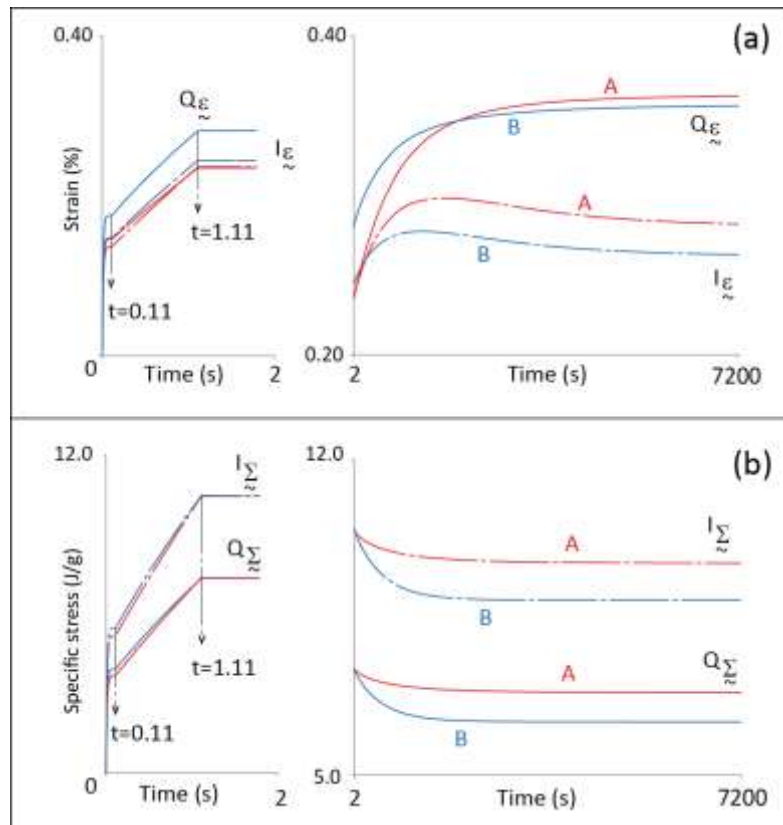 (a)
0.40
0.40
Q ε
I ε
A
B
Q ε
Strain (%)
t=1.11
t=0.11
A
B
I ε
0
Time (s)
2
0.20
2
Time (s)
7200
(b)
12.0
12.0
I Σ
Q Σ
A
I Σ
B
Specific stress (J/g)
t=1.11
t=0.11
A
Q Σ
B
0
Time (s)
2
5.0
2
Time (s)
7200